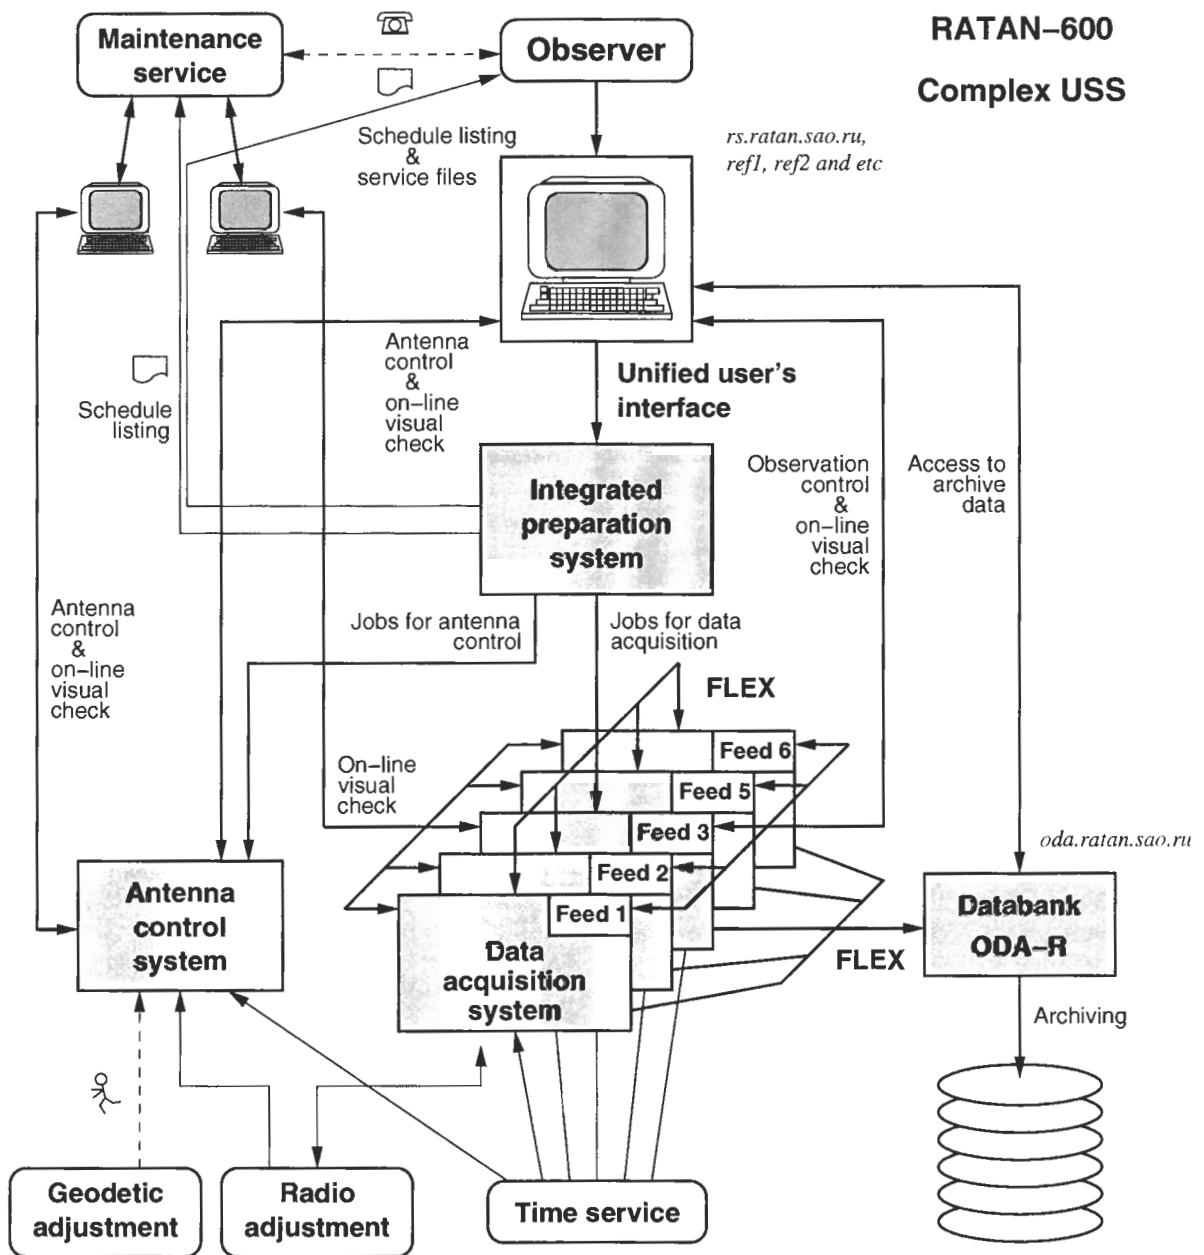 RATAN–600
Complex USS
Maintenance
service
Observer
Schedule listing
&
service files
rs.ratan.sao.ru,
ref1, ref2 and etc
Antenna
control
&
on–line
visual
check
Unified user's
interface
Schedule
listing
Integrated
preparation
system
Observation
control
&
on–line
visual
check
Access to
archive
data
Antenna
control
&
on–line
visual
check
Jobs for antenna
control
Jobs for data
acquisition
FLEX
On–line
visual
check
Feed 6
Feed 5
Feed 3
Feed 2
Feed 1
Data
acquisition
system
oda.ratan.sao.ru
Antenna
control
system
FLEX
Databank
ODA–R
Archiving
Geodetic
adjustment
Radio
adjustment
Time service